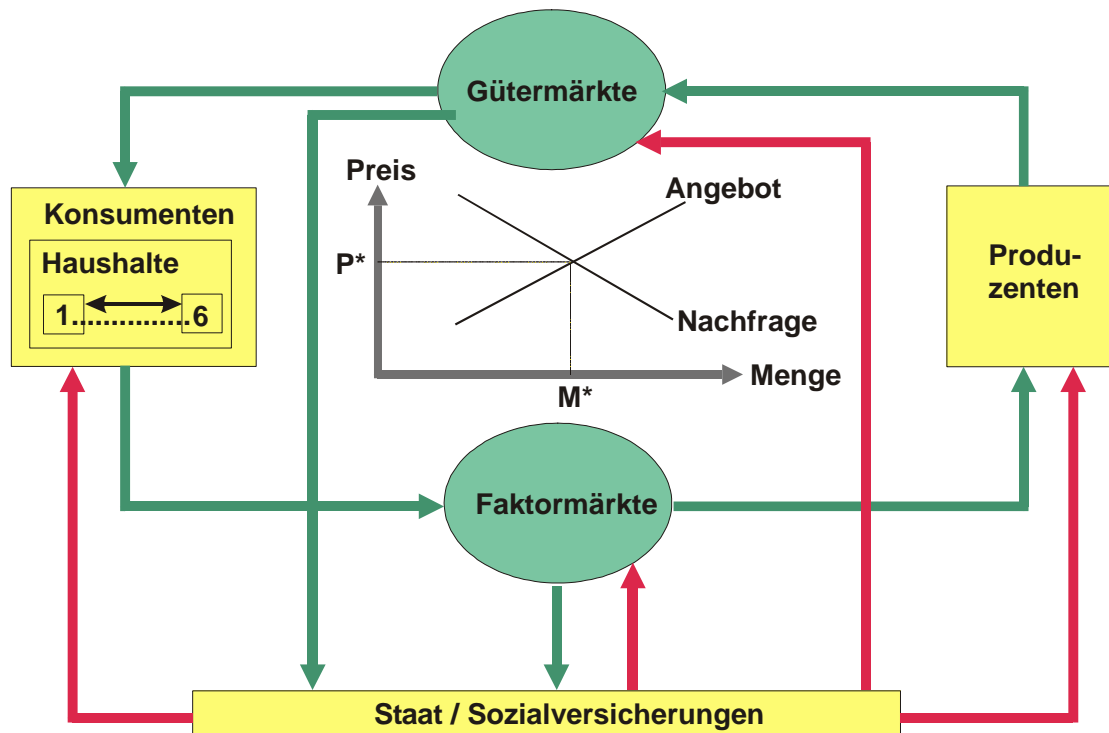 Gütermärkte
Preis
Angebot
Konsumenten
Haushalte
1..............6
P*
Produ-
zenten
Nachfrage
Menge
M*
Faktormärkte
Staat / Sozialversicherungen